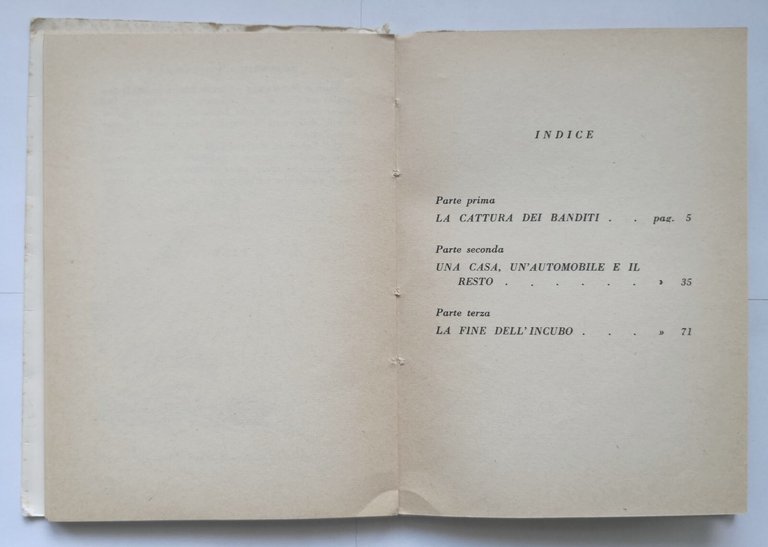 INDICE
Parte prima
LA CATTURA DEI BANDITI . . pag. 5
Parte seconda
UNA CASA, UN'AUTOMOBILE E IL
RESTO . . . . . . » 35
Parte terza
LA FINE DELL'INCUBO . . . » 71